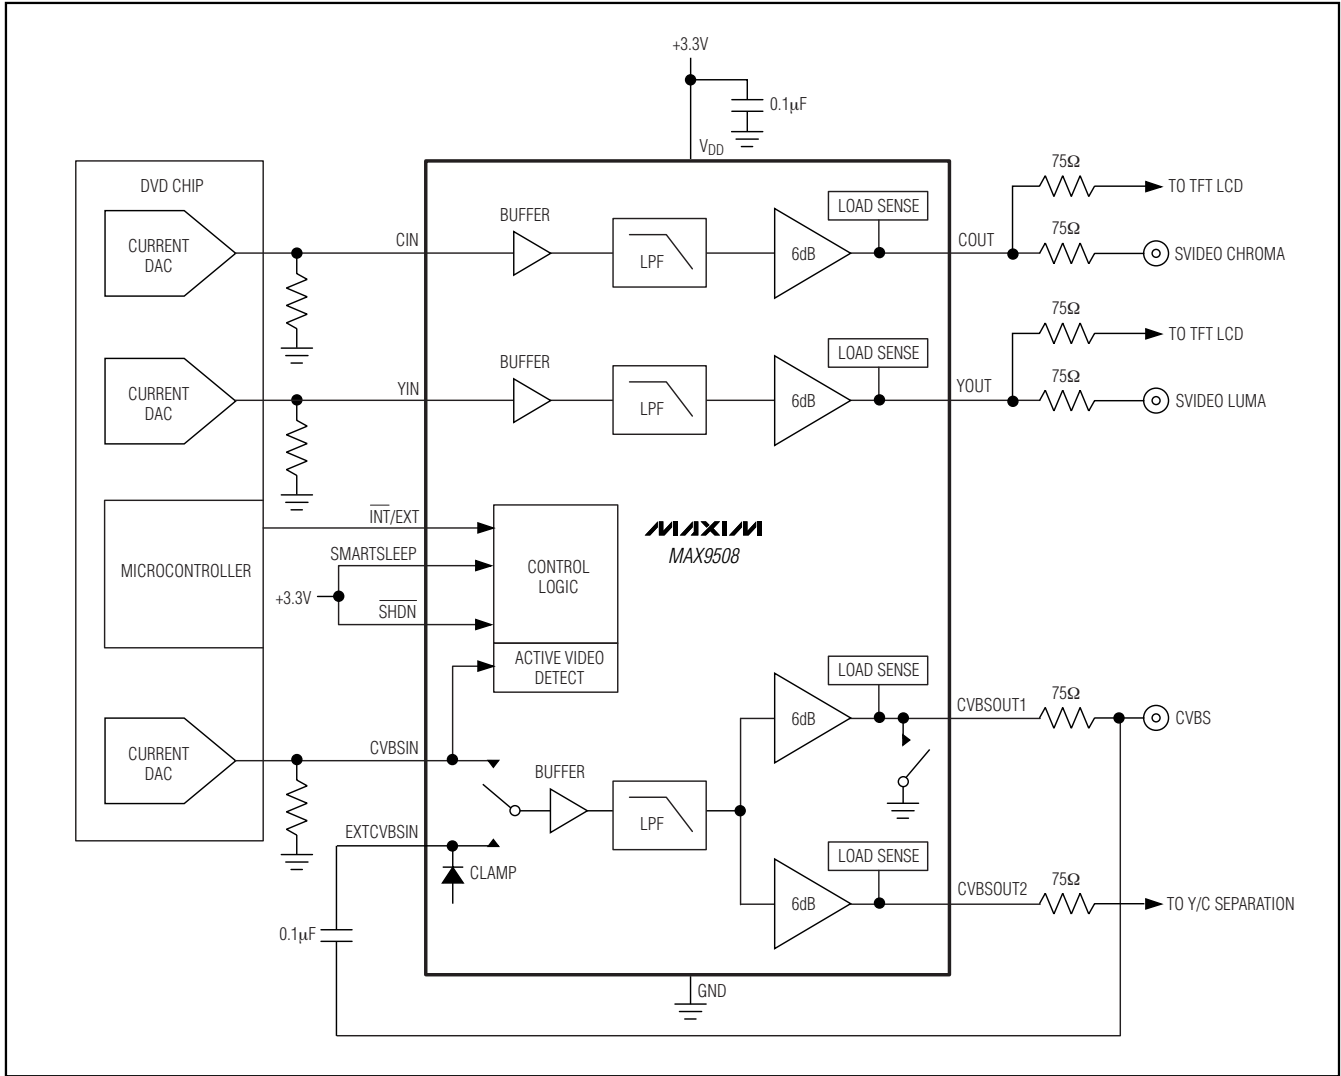 +3.3V
0.1µF
VDD
DVD CHIP
CURRENT
DAC
CIN
BUFFER
LPF
6dB
LOAD SENSE
COUT
75Ω
TO TFT LCD
75Ω
SVIDEO CHROMA
CURRENT
DAC
YIN
BUFFER
LPF
6dB
LOAD SENSE
YOUT
75Ω
TO TFT LCD
75Ω
SVIDEO LUMA
MICROCONTROLLER
I̅N̅T̅/EXT
SMARTSLEEP
+3.3V
S̅H̅D̅N̅
CONTROL
LOGIC
ACTIVE VIDEO
DETECT
MAXIM
MAX9508
CURRENT
DAC
CVBSIN
EXTCVBSIN
CLAMP
0.1µF
BUFFER
LPF
6dB
LOAD SENSE
CVBSOUT1
75Ω
CVBS
6dB
LOAD SENSE
CVBSOUT2
75Ω
TO Y/C SEPARATION
GND